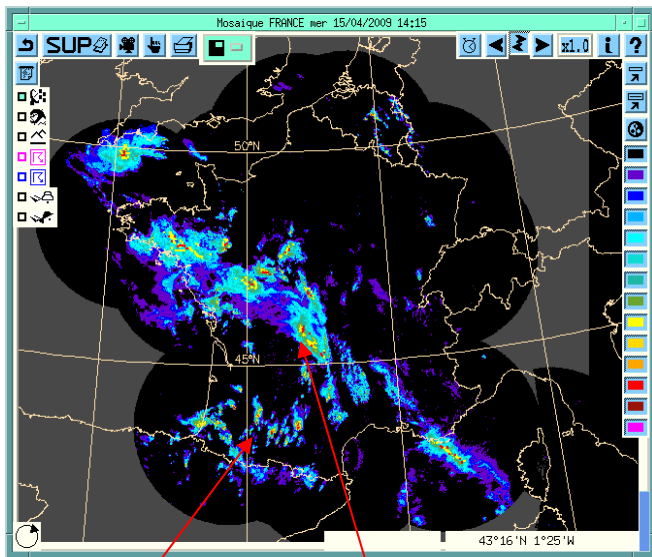 Mosaique FRANCE mer 15/04/2009 14:15
SUP x1.0 i ?
50°N
45°N
43°16'N 1°25'W